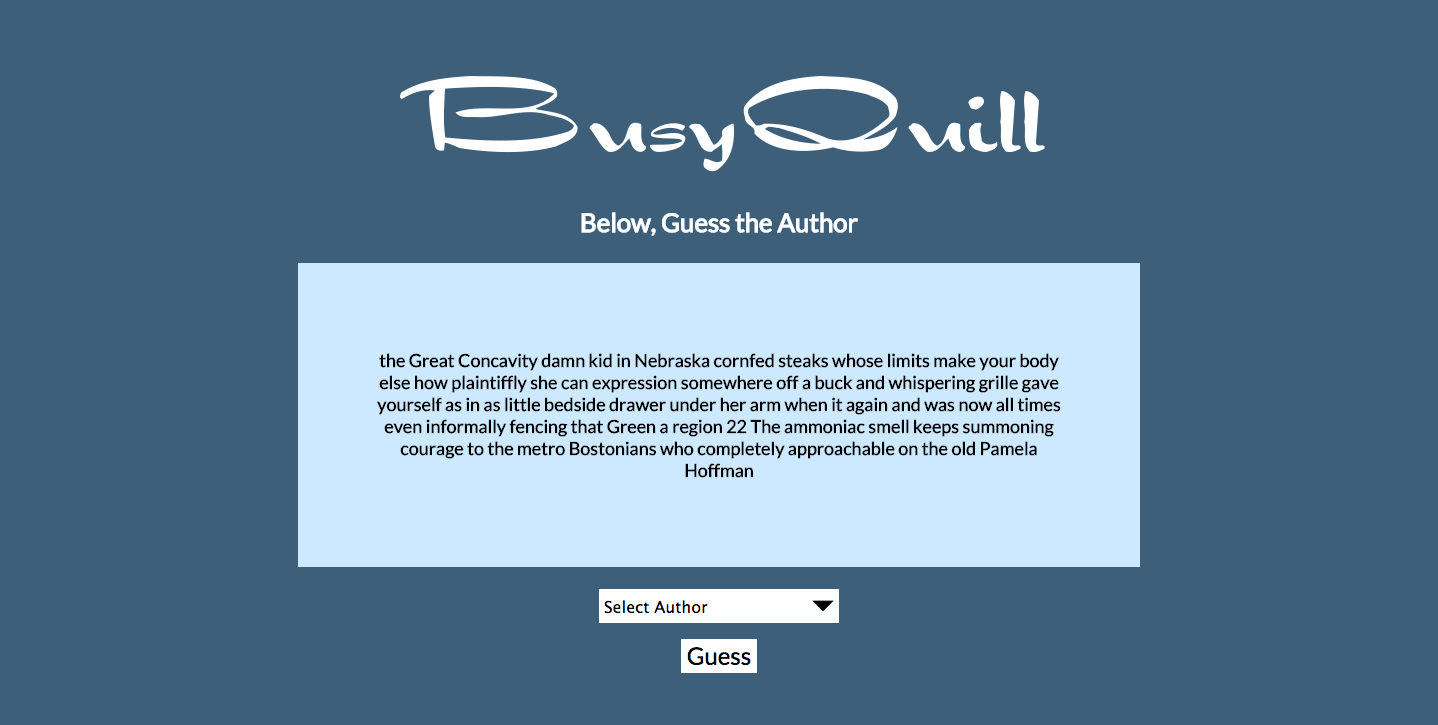 BusyQuill
Below, Guess the Author
the Great Concavity damn kid in Nebraska cornfed steaks whose limits make your body
else how plaintiffly she can expression somewhere off a buck and whispering grille gave
yourself as in as little bedside drawer under her arm when it again and was now all times
even informally fencing that Green a region 22 The ammoniac smell keeps summoning
courage to the metro Bostonians who completely approachable on the old Pamela
Hoffman
Select Author
Guess